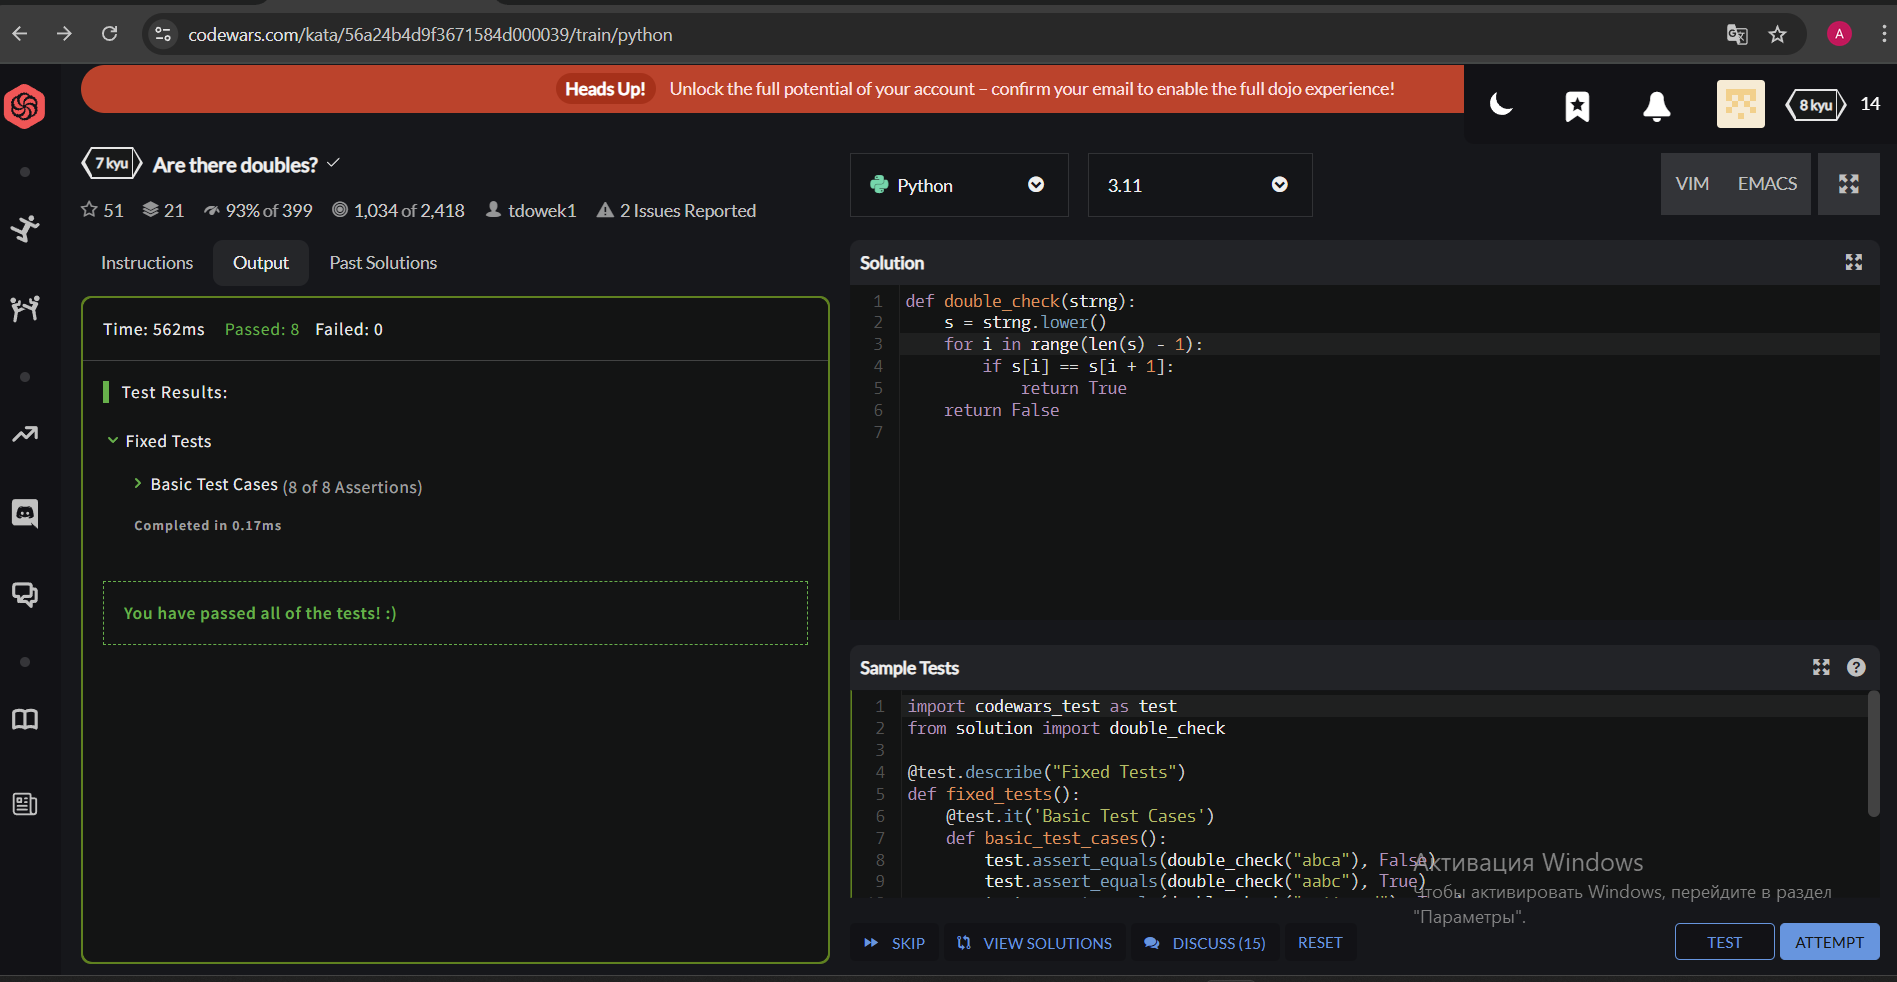 codewars.com/kata/56a24b4d9f3671584d000039/train/python
A
Heads Up! Unlock the full potential of your account – confirm your email to enable the full dojo experience!
8 kyu 14
7 kyu Are there doubles?
51 21 93% of 399 1,034 of 2,418 tdowek1 2 Issues Reported
Python 3.11 VIM EMACS
Instructions Output Past Solutions
Time: 562ms Passed: 8 Failed: 0
Test Results:
Fixed Tests
Basic Test Cases (8 of 8 Assertions)
Completed in 0.17ms
You have passed all of the tests! :)
Solution
1 def double_check(strng):
2 s = strng.lower()
3 for i in range(len(s) - 1):
4 if s[i] == s[i + 1]:
5 return True
6 return False
7
Sample Tests
?
1 import codewars_test as test
2 from solution import double_check
3
4 @test.describe("Fixed Tests")
5 def fixed_tests():
6 @test.it('Basic Test Cases')
7 def basic_test_cases():
8 test.assert_equals(double_check("abca"), False)
9 test.assert_equals(double_check("aabc"), True)
Активация Windows
Чтобы активировать Windows, перейдите в раздел
"Параметры".
SKIP VIEW SOLUTIONS DISCUSS (15) RESET TEST ATTEMPT